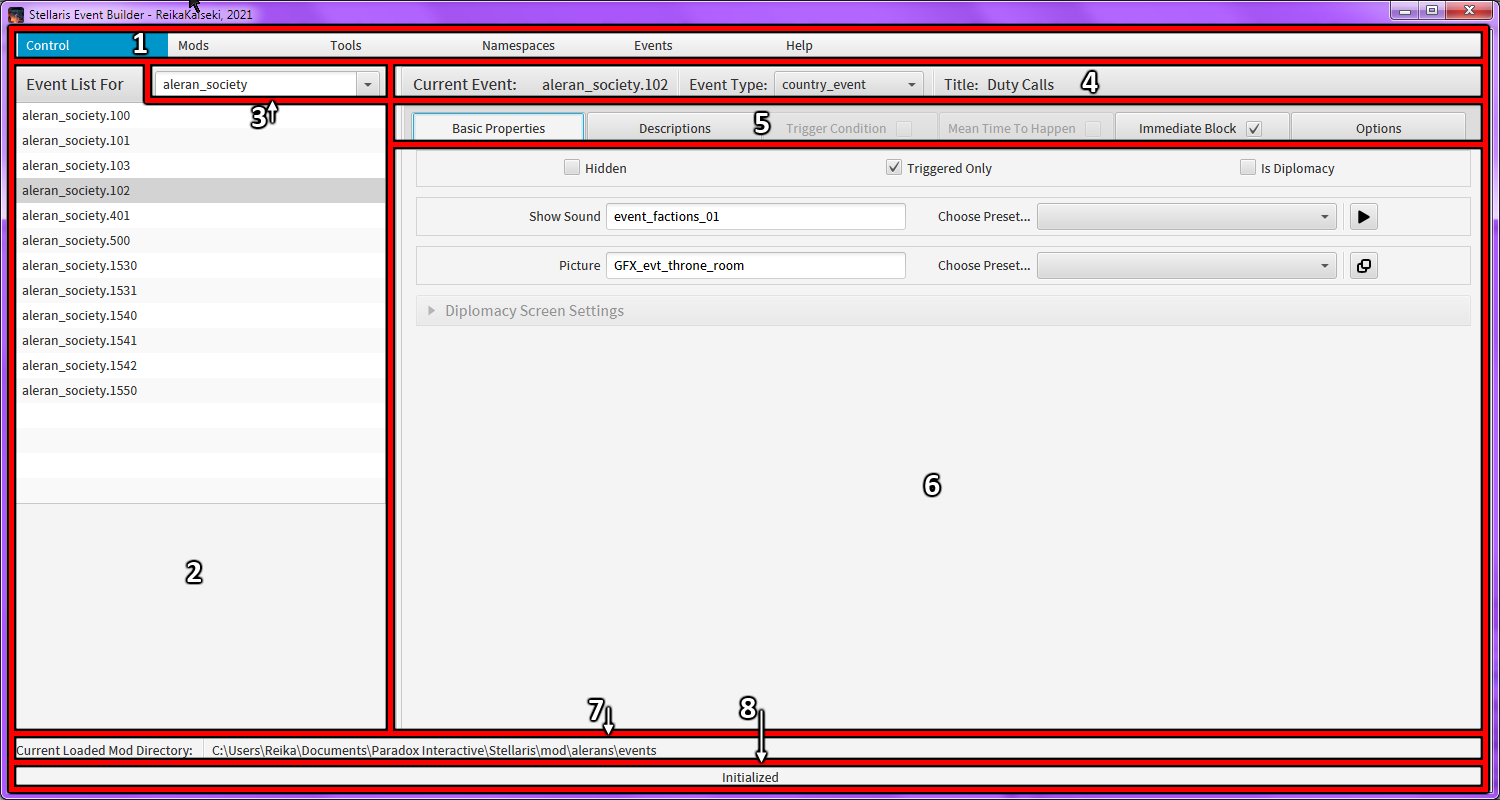 Stellaris Event Builder - ReikaKalseki, 2021
Control 1 Mods Tools Namespaces Events Help
Event List For aleran_society
3
Current Event: aleran_society.102 Event Type: country_event Title: Duty Calls 4
aleran_society.100
aleran_society.101
aleran_society.103
aleran_society.102
aleran_society.401
aleran_society.500
aleran_society.1530
aleran_society.1531
aleran_society.1540
aleran_society.1541
aleran_society.1542
aleran_society.1550
2
Basic Properties Descriptions 5 Trigger Condition Mean Time To Happen Immediate Block Options
Hidden Triggered Only Is Diplomacy
Show Sound event_factions_01 Choose Preset...
Picture GFX_evt_throne_room Choose Preset...
Diplomacy Screen Settings
6
7 8
Current Loaded Mod Directory: C:\Users\Reika\Documents\Paradox Interactive\Stellaris\mod\alerans\events
Initialized